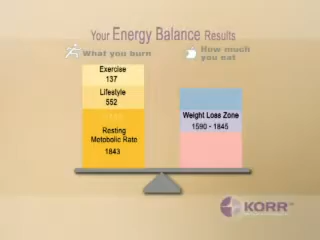 Your Energy Balance Results
What you burn
How much
you eat
Exercise
137
Lifestyle
552
Resting
Metabolic Rate
1843
Weight Loss Zone
1590 - 1845
KORR™